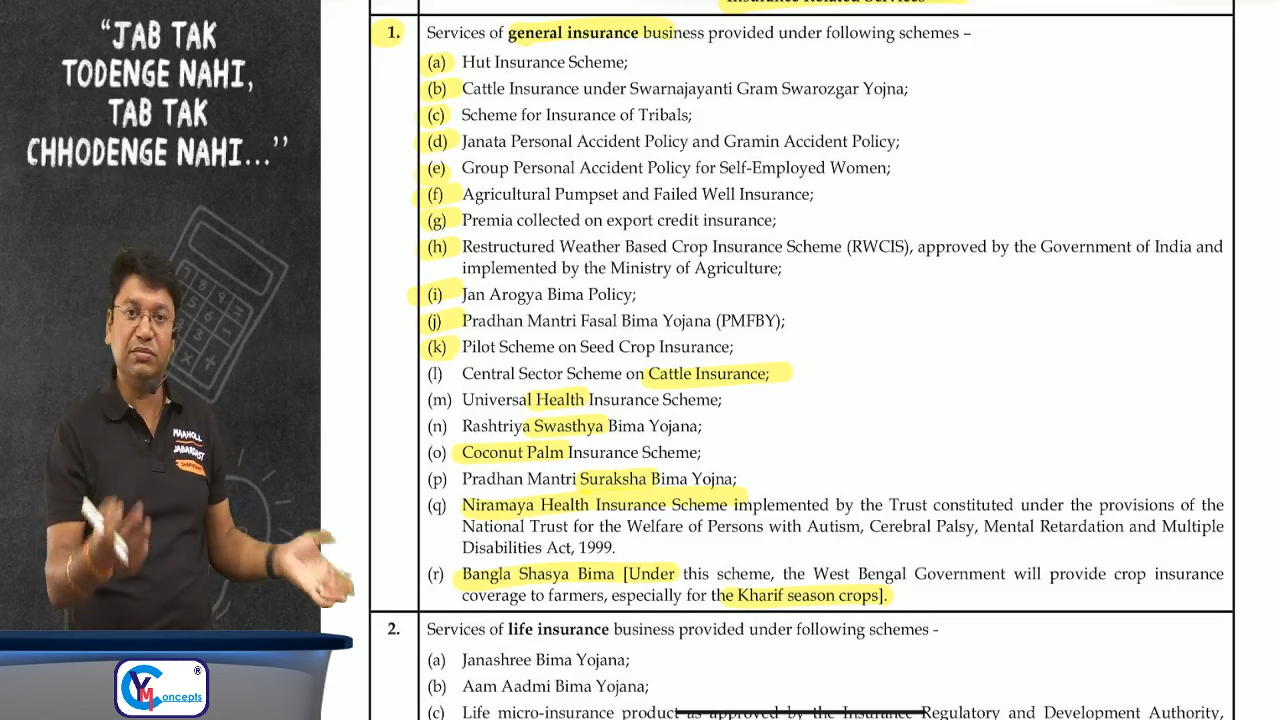 “JAB TAK
TODENGE NAHI,
TAB TAK
CHHODENGE NAHI...’’
MAAHOLL
JABARDAST
YM Concepts ®
Insurance Related Services
1. Services of general insurance business provided under following schemes –
(a) Hut Insurance Scheme;
(b) Cattle Insurance under Swarnajayanti Gram Swarozgar Yojna;
(c) Scheme for Insurance of Tribals;
(d) Janata Personal Accident Policy and Gramin Accident Policy;
(e) Group Personal Accident Policy for Self-Employed Women;
(f) Agricultural Pumpset and Failed Well Insurance;
(g) Premia collected on export credit insurance;
(h) Restructured Weather Based Crop Insurance Scheme (RWCIS), approved by the Government of India and
implemented by the Ministry of Agriculture;
(i) Jan Arogya Bima Policy;
(j) Pradhan Mantri Fasal Bima Yojana (PMFBY);
(k) Pilot Scheme on Seed Crop Insurance;
(l) Central Sector Scheme on Cattle Insurance;
(m) Universal Health Insurance Scheme;
(n) Rashtriya Swasthya Bima Yojana;
(o) Coconut Palm Insurance Scheme;
(p) Pradhan Mantri Suraksha Bima Yojna;
(q) Niramaya Health Insurance Scheme implemented by the Trust constituted under the provisions of the
National Trust for the Welfare of Persons with Autism, Cerebral Palsy, Mental Retardation and Multiple
Disabilities Act, 1999.
(r) Bangla Shasya Bima [Under this scheme, the West Bengal Government will provide crop insurance
coverage to farmers, especially for the Kharif season crops].
2. Services of life insurance business provided under following schemes -
(a) Janashree Bima Yojana;
(b) Aam Aadmi Bima Yojana;
(c) Life micro-insurance product as approved by the Insurance Regulatory and Development Authority,